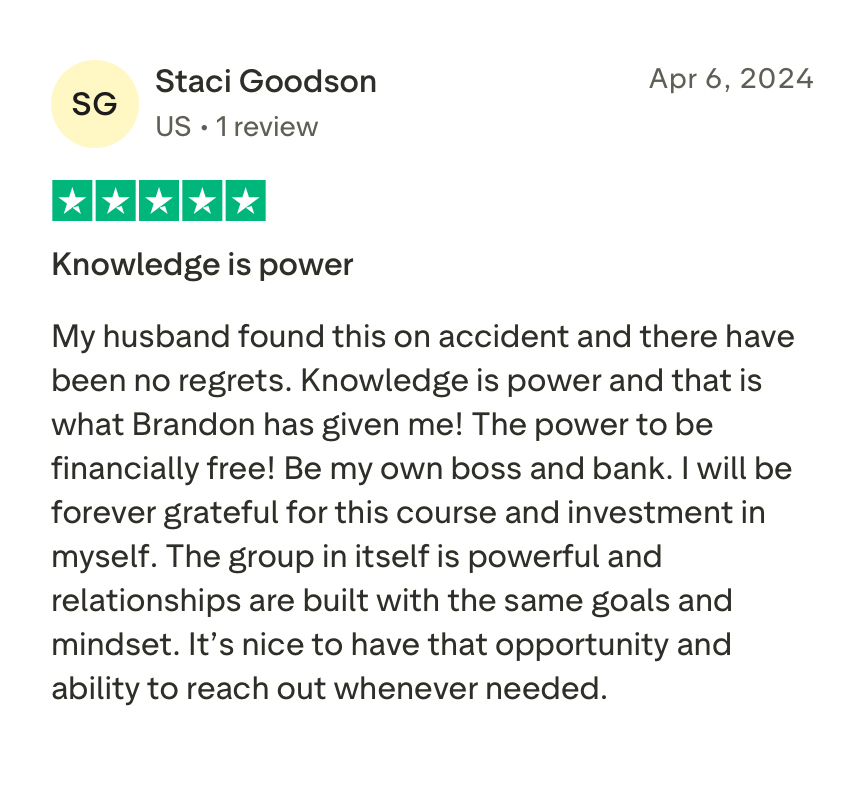 SG
Staci Goodson
US • 1 review
Apr 6, 2024
Knowledge is power
My husband found this on accident and there have
been no regrets. Knowledge is power and that is
what Brandon has given me! The power to be
financially free! Be my own boss and bank. I will be
forever grateful for this course and investment in
myself. The group in itself is powerful and
relationships are built with the same goals and
mindset. It’s nice to have that opportunity and
ability to reach out whenever needed.